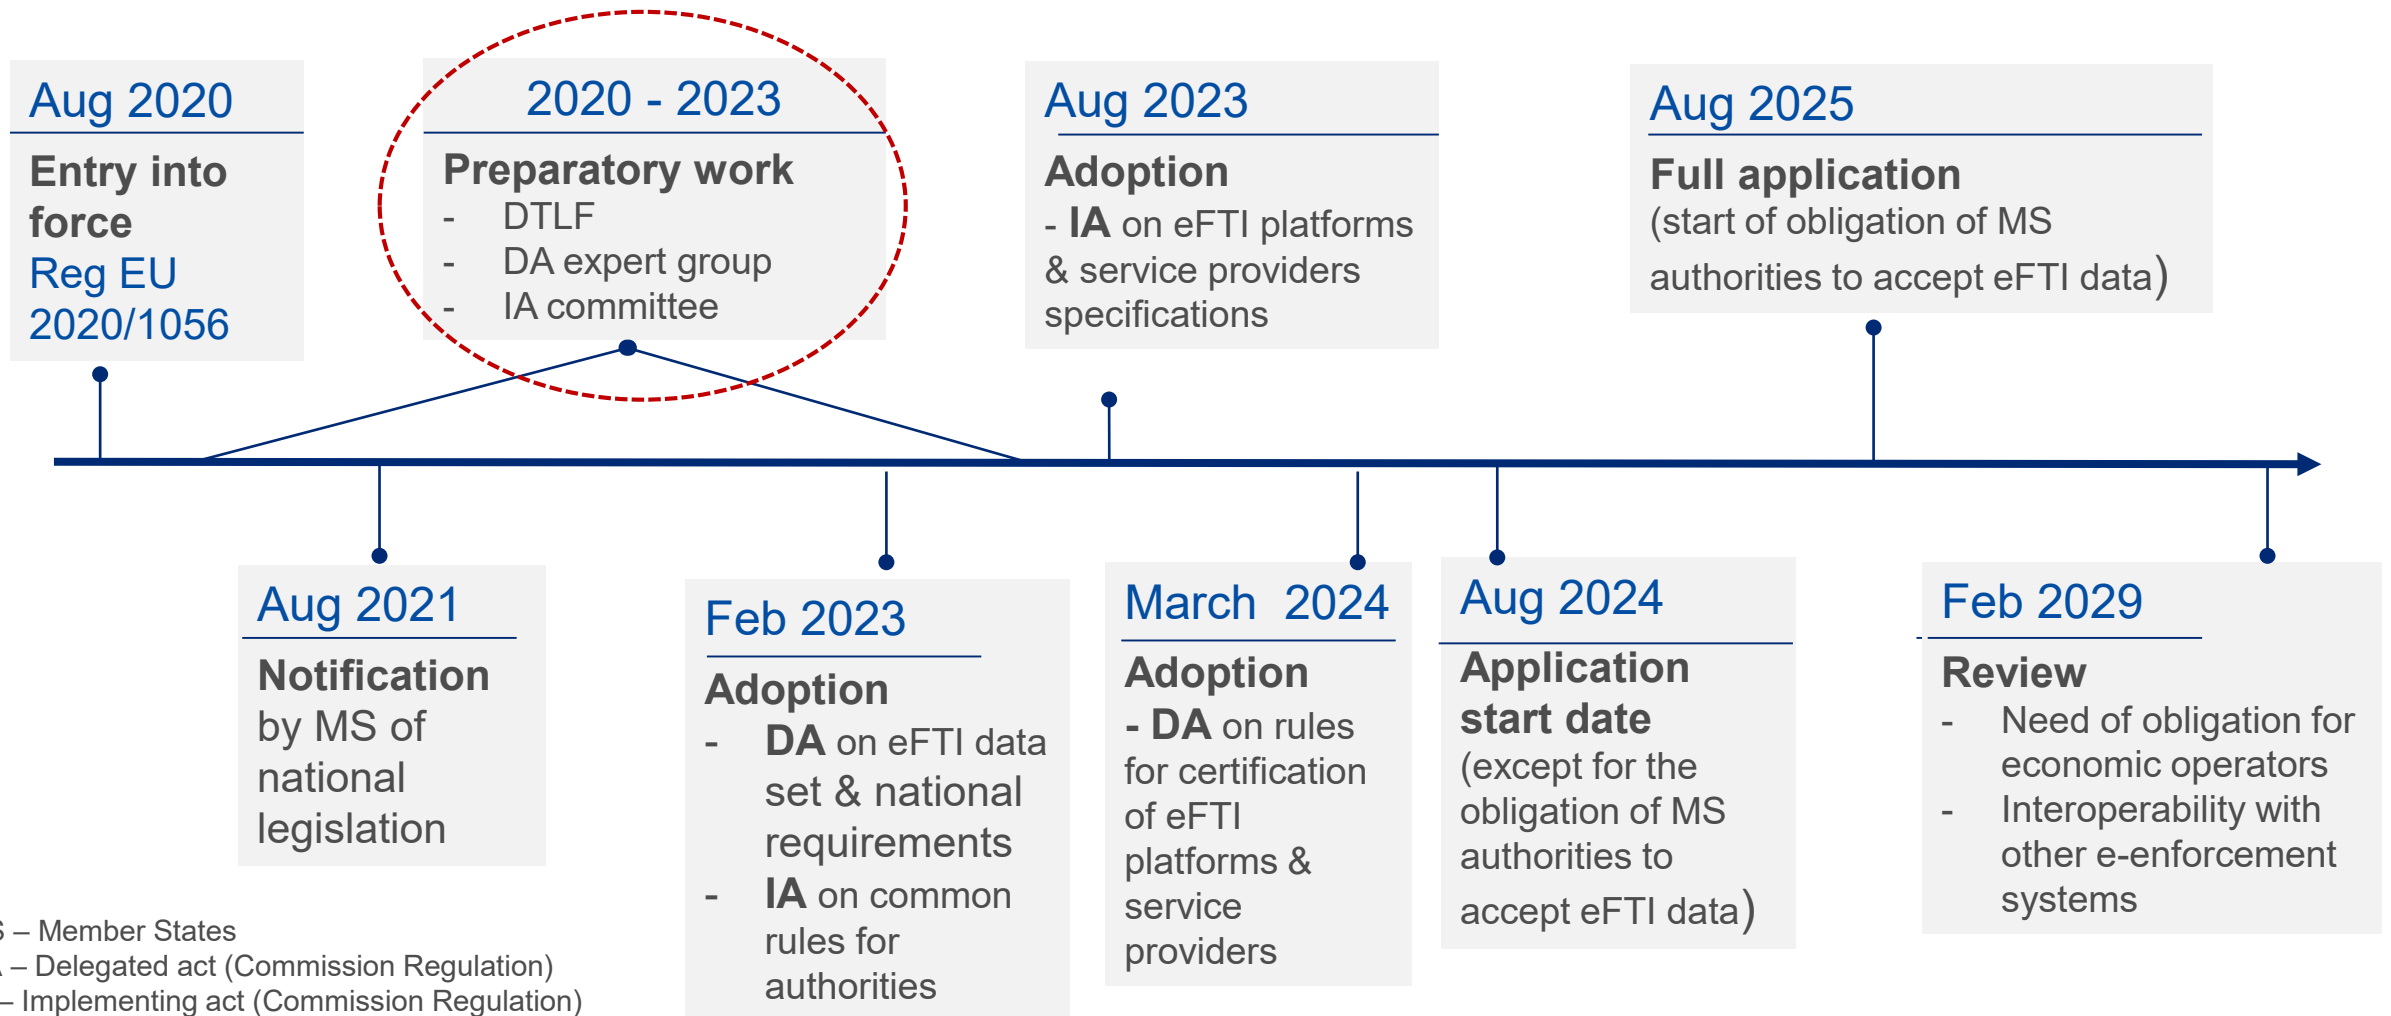 Aug 2020
Entry into
force
Reg EU
2020/1056
2020 - 2023
Preparatory work
- DTLF
- DA expert group
- IA committee
Aug 2023
Adoption
- IA on eFTI platforms
& service providers
specifications
Aug 2025
Full application
(start of obligation of MS
authorities to accept eFTI data)
Aug 2021
Notification
by MS of
national
legislation
Feb 2023
Adoption
- DA on eFTI data
set & national
requirements
- IA on common
rules for
authorities
March 2024
Adoption
- DA on rules
for certification
of eFTI
platforms &
service
providers
Aug 2024
Application
start date
(except for the
obligation of MS
authorities to
accept eFTI data)
Feb 2029
Review
- Need of obligation for
economic operators
- Interoperability with
other e-enforcement
systems
– Member States
– Delegated act (Commission Regulation)
– Implementing act (Commission Regulation)